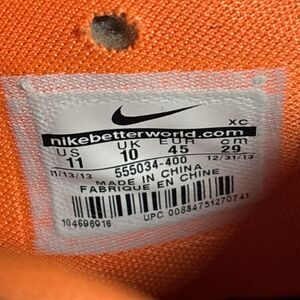 XC
nikebetterworld.com
US UK EUR cm
11 10 45 29
11/13/13 555034-400 12/31/13
MADE IN CHINA
FABRIQUE EN CHINE
104696916
UPC 00884751270741